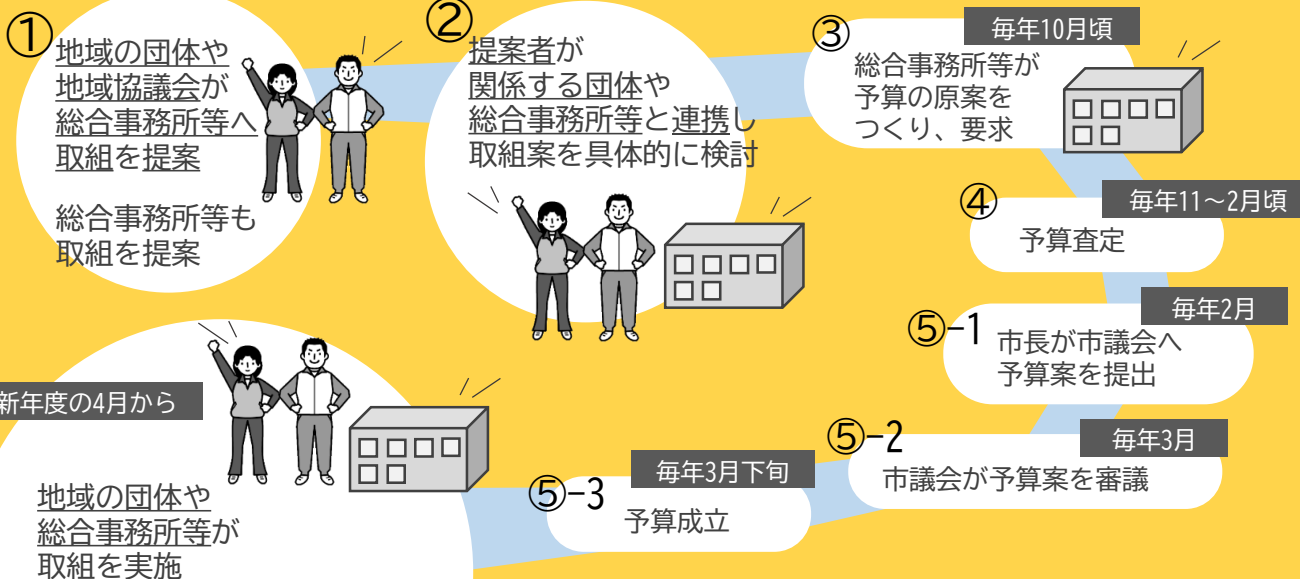 ①
地域の団体や
地域協議会が
総合事務所等へ
取組を提案
総合事務所等も
取組を提案
②
提案者が
関係する団体や
総合事務所等と連携し
取組案を具体的に検討
③
毎年10月頃
総合事務所等が
予算の原案を
つくり、要求
④
毎年11~2月頃
予算査定
⑤-1
毎年2月
市長が市議会へ
予算案を提出
⑤-2
毎年3月
市議会が予算案を審議
⑤-3
毎年3月下旬
予算成立
新年度の4月から
地域の団体や
総合事務所等が
取組を実施